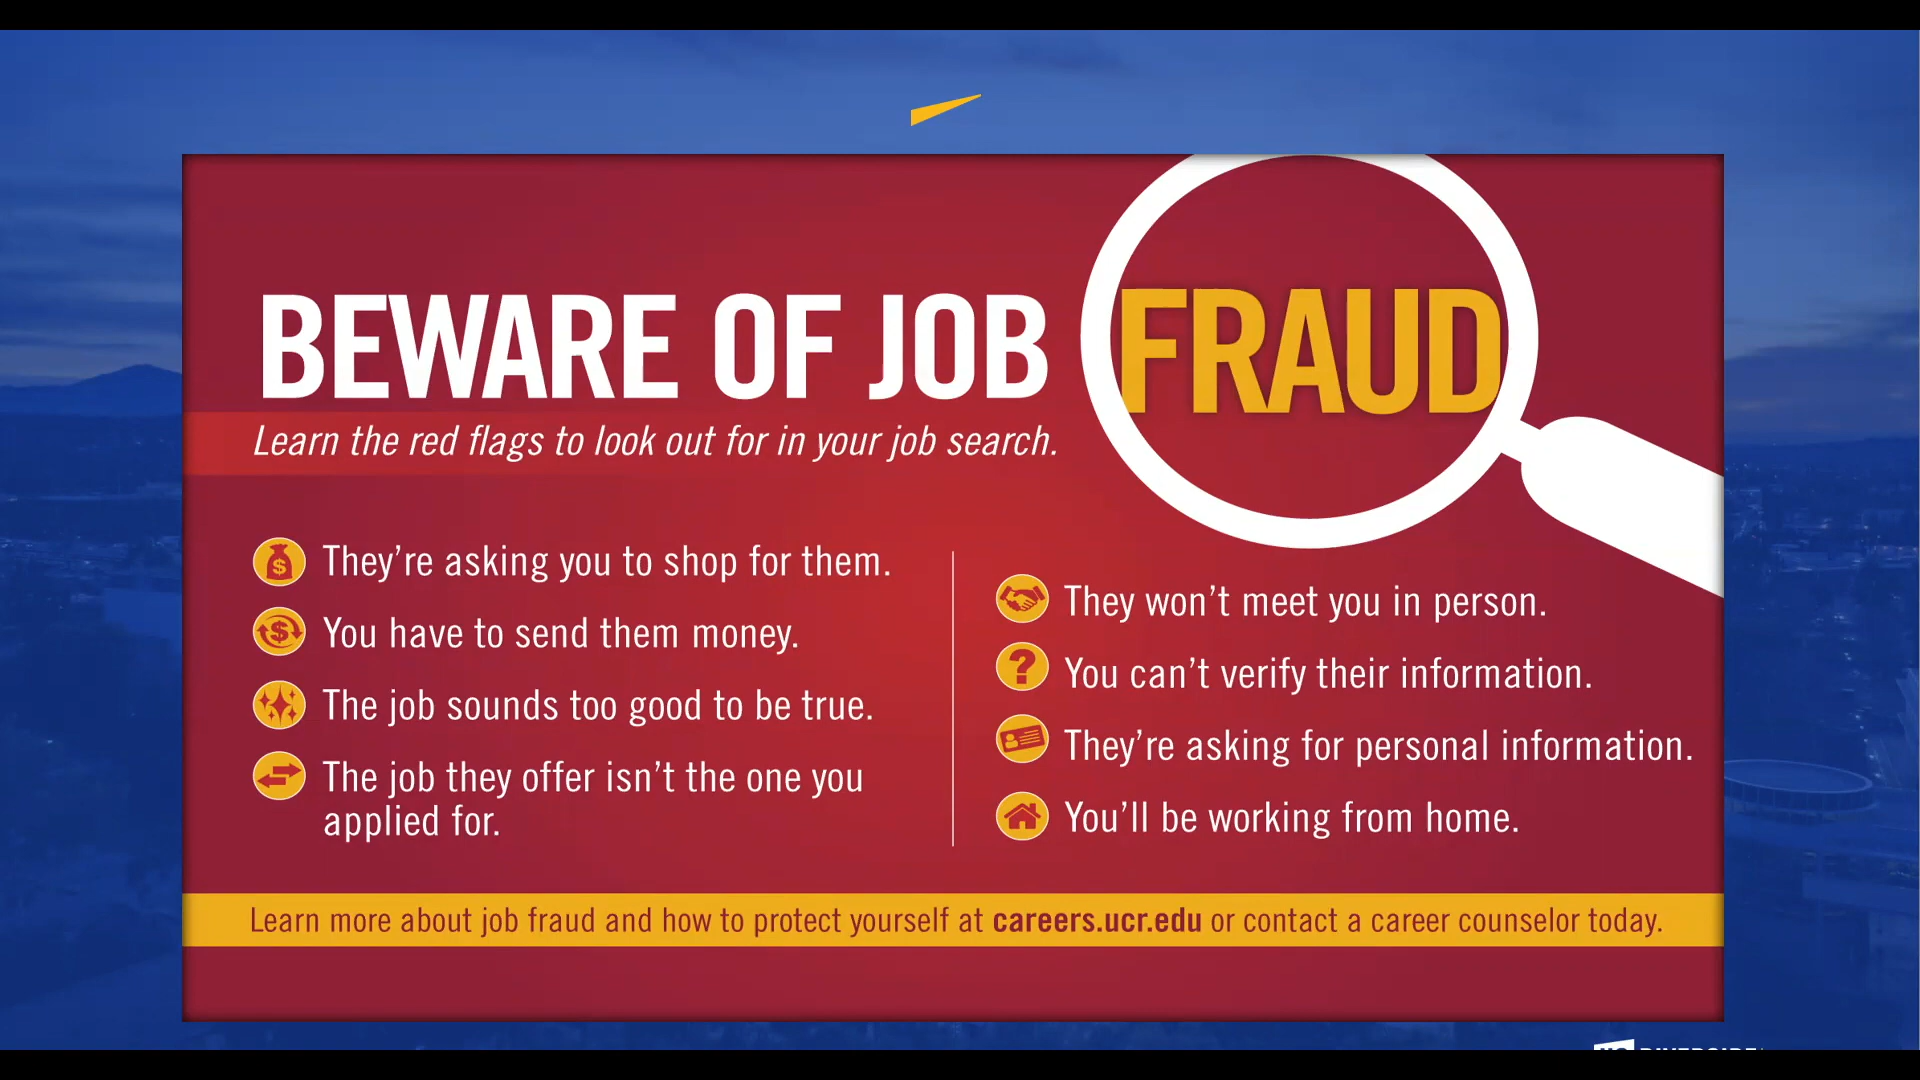 BEWARE OF JOB FRAUD
Learn the red flags to look out for in your job search.
They're asking you to shop for them.
You have to send them money.
The job sounds too good to be true.
The job they offer isn't the one you
applied for.
They won't meet you in person.
You can't verify their information.
They're asking for personal information.
You'll be working from home.
Learn more about job fraud and how to protect yourself at careers.ucr.edu or contact a career counselor today.